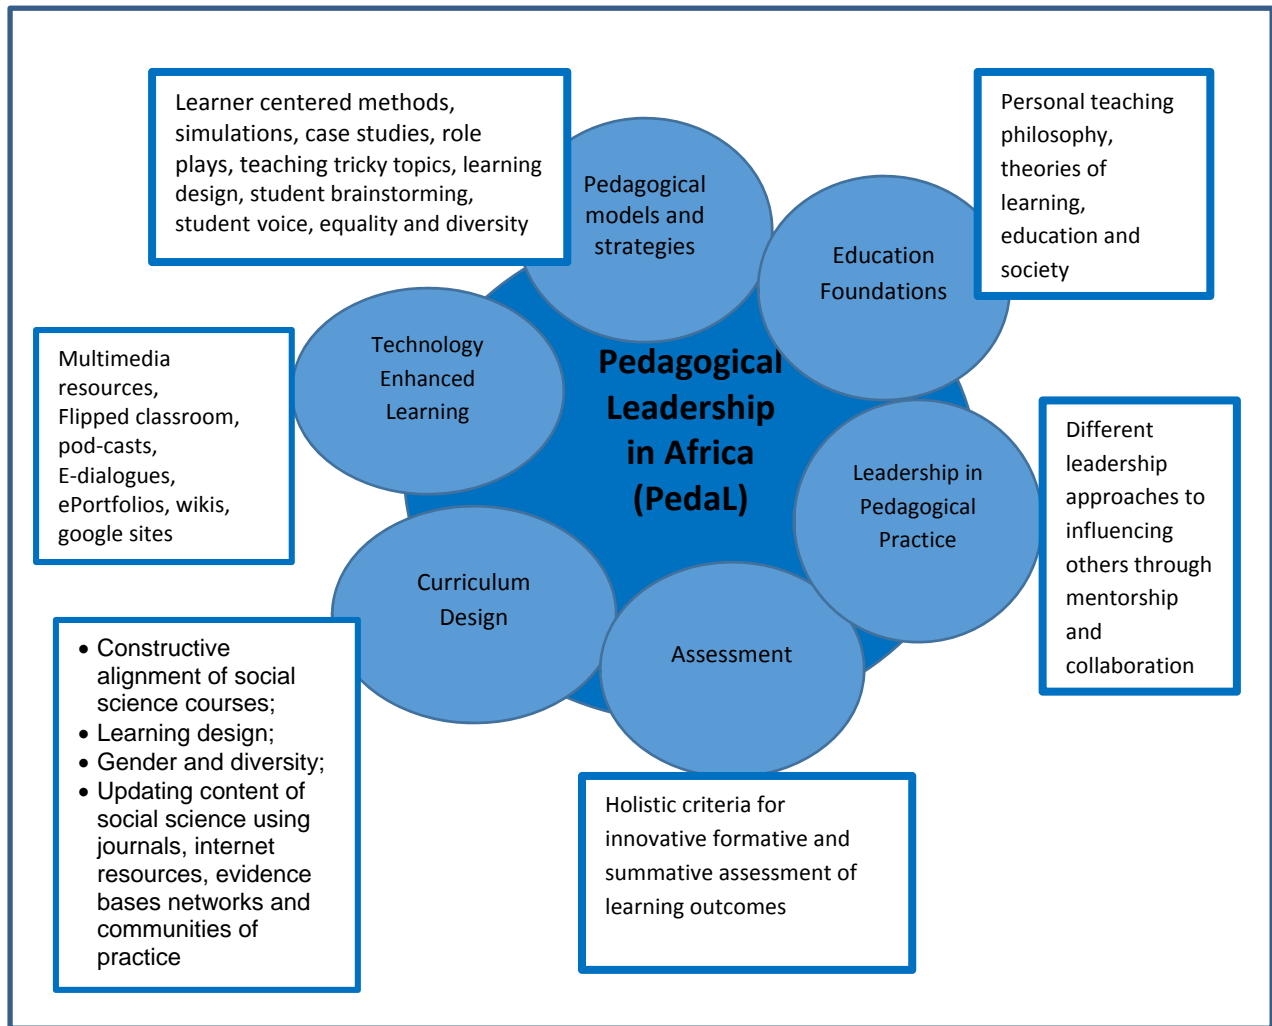 Learner centered methods,
simulations, case studies, role
plays, teaching tricky topics, learning
design, student brainstorming,
student voice, equality and diversity
Pedagogical
models and
strategies
Personal teaching
philosophy,
theories of
learning,
education and
society
Education
Foundations
Technology
Enhanced
Learning
Pedagogical
Leadership
in Africa
(PedaL)
Multimedia
resources,
Flipped classroom,
pod-casts,
E-dialogues,
ePortfolios, wikis,
google sites
Leadership in
Pedagogical
Practice
Different
leadership
approaches to
influencing
others through
mentorship
and
collaboration
Curriculum
Design
Assessment
• Constructive
alignment of social
science courses;
• Learning design;
• Gender and diversity;
• Updating content of
social science using
journals, internet
resources, evidence
bases networks and
communities of
practice
Holistic criteria for
innovative formative and
summative assessment of
learning outcomes